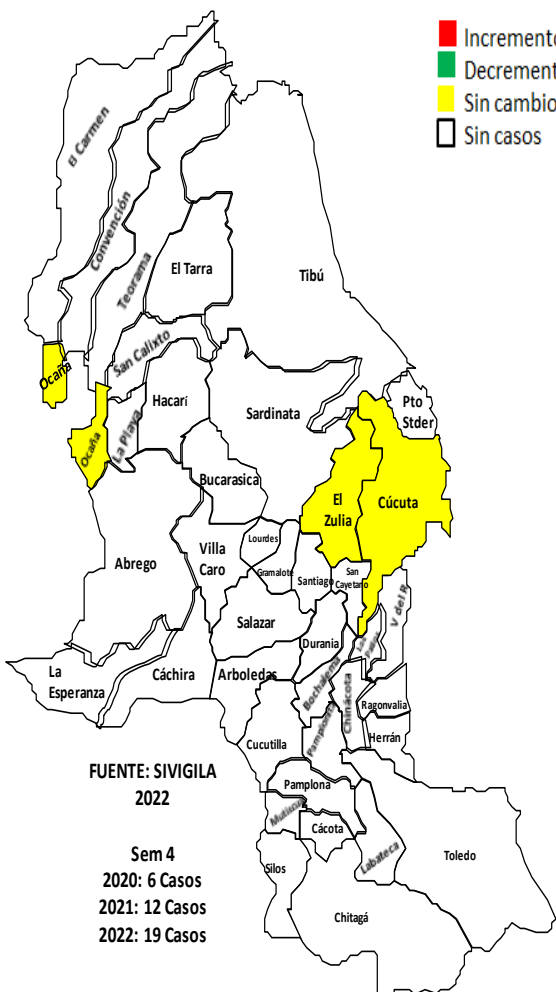 Incremento
Decremento
Sin cambio
Sin casos
El Carmen
Convención
Teorama
El Tarra
Tibú
San Calixto
Ocaña
Hacarí
La Playa
Sardinata
Pto
Stder
Ocaña
Bucarasica
El
Zulia
Cúcuta
Abrego
Villa
Caro
Lourdes
Gramalote
Santiago
San
Cayetano
V del R
Salazar
Durania
Los
Patios
La
Esperanza
Cáchira
Arboledas
Bochalema
Chinácota
Ragonvalia
Pamplonita
Herrán
Cucutilla
FUENTE: SIVIGILA
2022
Pamplona
Mutiscua
Cácota
Labateca
Toledo
Silos
Chitagá
Sem 4
2020: 6 Casos
2021: 12 Casos
2022: 19 Casos